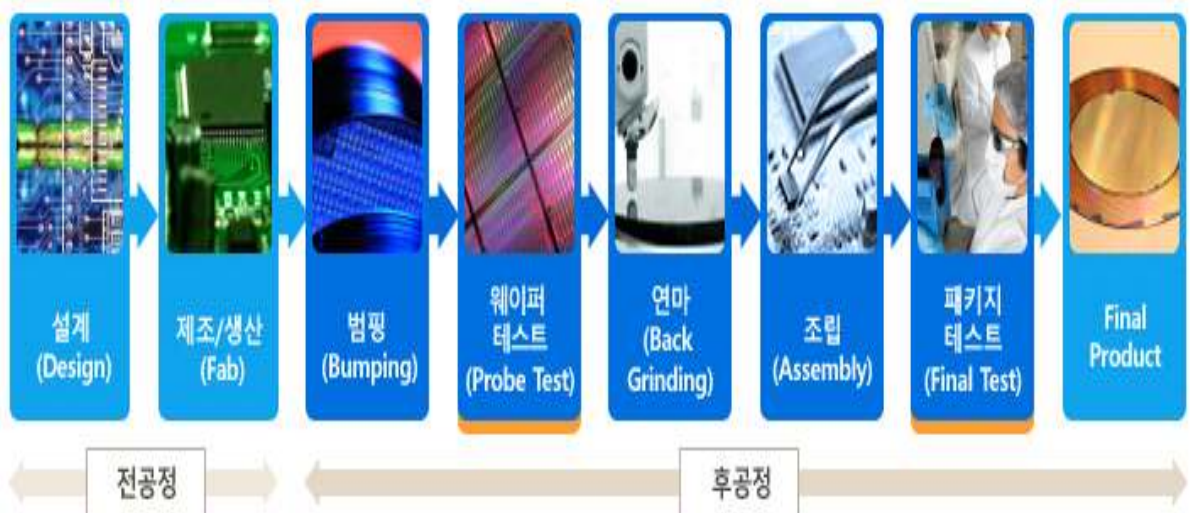 설계
(Design)
제조/생산
(Fab)
범핑
(Bumping)
웨이퍼
테스트
(Probe Test)
연마
(Back
Grinding)
조립
(Assembly)
패키지
테스트
(Final Test)
Final
Product
전공정
후공정